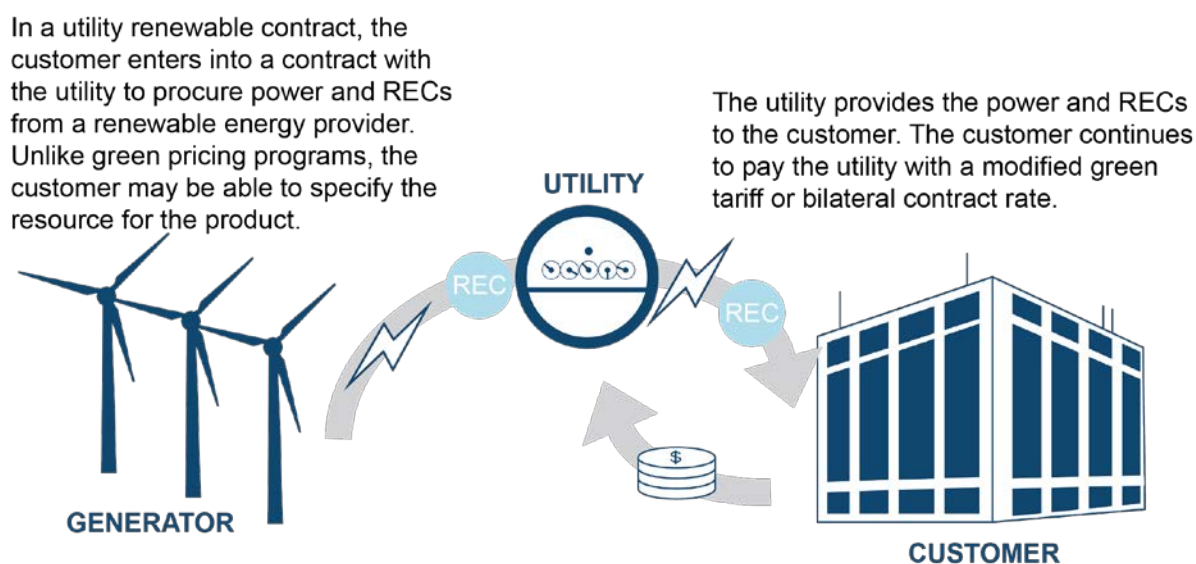 In a utility renewable contract, the
customer enters into a contract with
the utility to procure power and RECs
from a renewable energy provider.
Unlike green pricing programs, the
customer may be able to specify the
resource for the product.
The utility provides the power and RECs
to the customer. The customer continues
to pay the utility with a modified green
tariff or bilateral contract rate.
UTILITY
REC
REC
$
GENERATOR
CUSTOMER